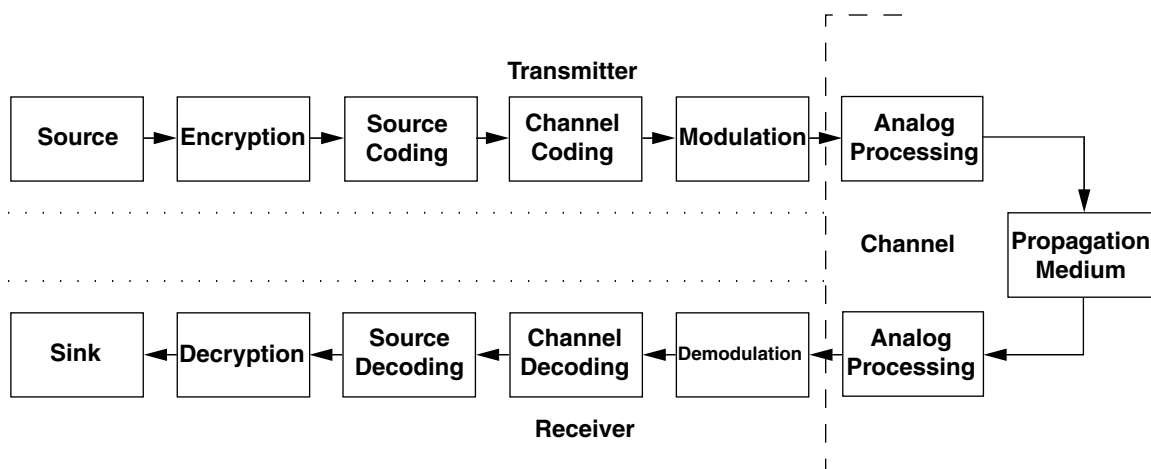 Transmitter
Source
Encryption
Source
Coding
Channel
Coding
Modulation
Analog
Processing
Channel
Propagation
Medium
Sink
Decryption
Source
Decoding
Channel
Decoding
Demodulation
Analog
Processing
Receiver